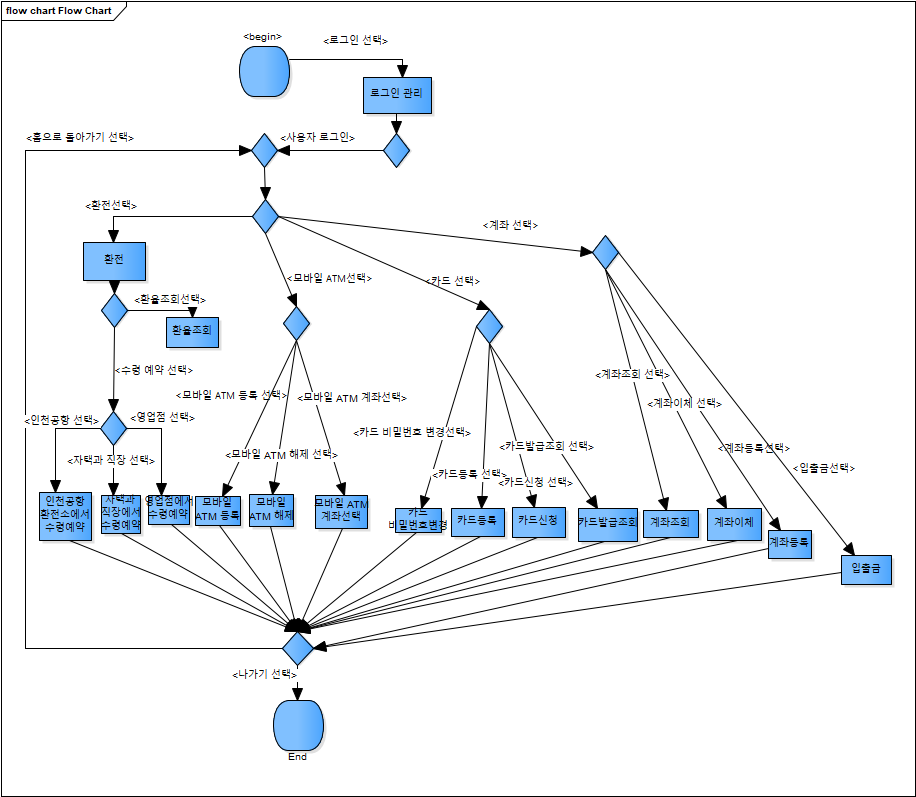 flow chart Flow Chart
<begin>
<로그인 선택>
로그인 관리
<홈으로 돌아가기 선택>
<사용자 로그인>
<환전선택>
<계좌 선택>
환전
<모바일 ATM선택>
<카드 선택>
<환율조회선택>
환율조회
<수령 예약 선택>
<계좌조회 선택>
<모바일 ATM 등록 선택>
<모바일 ATM 계좌선택>
<계좌이체 선택>
<인천공항 선택>
<영업점 선택>
<카드 비밀번호 변경선택>
<카드발급조회 선택>
<계좌등록선택>
<자택과 직장 선택>
<모바일 ATM 해제 선택>
<카드등록 선택>
<카드신청 선택>
<입출금선택>
인천공항
환전소에서
수령예약
자택과
직장에서
수령예약
영업점에서
수령예약
모바일
ATM 등록
모바일
ATM 해제
모바일 ATM
계좌선택
카드
비밀번호변경
카드등록
카드신청
카드발급조회
계좌조회
계좌이체
계좌등록
입출금
<나가기 선택>
End